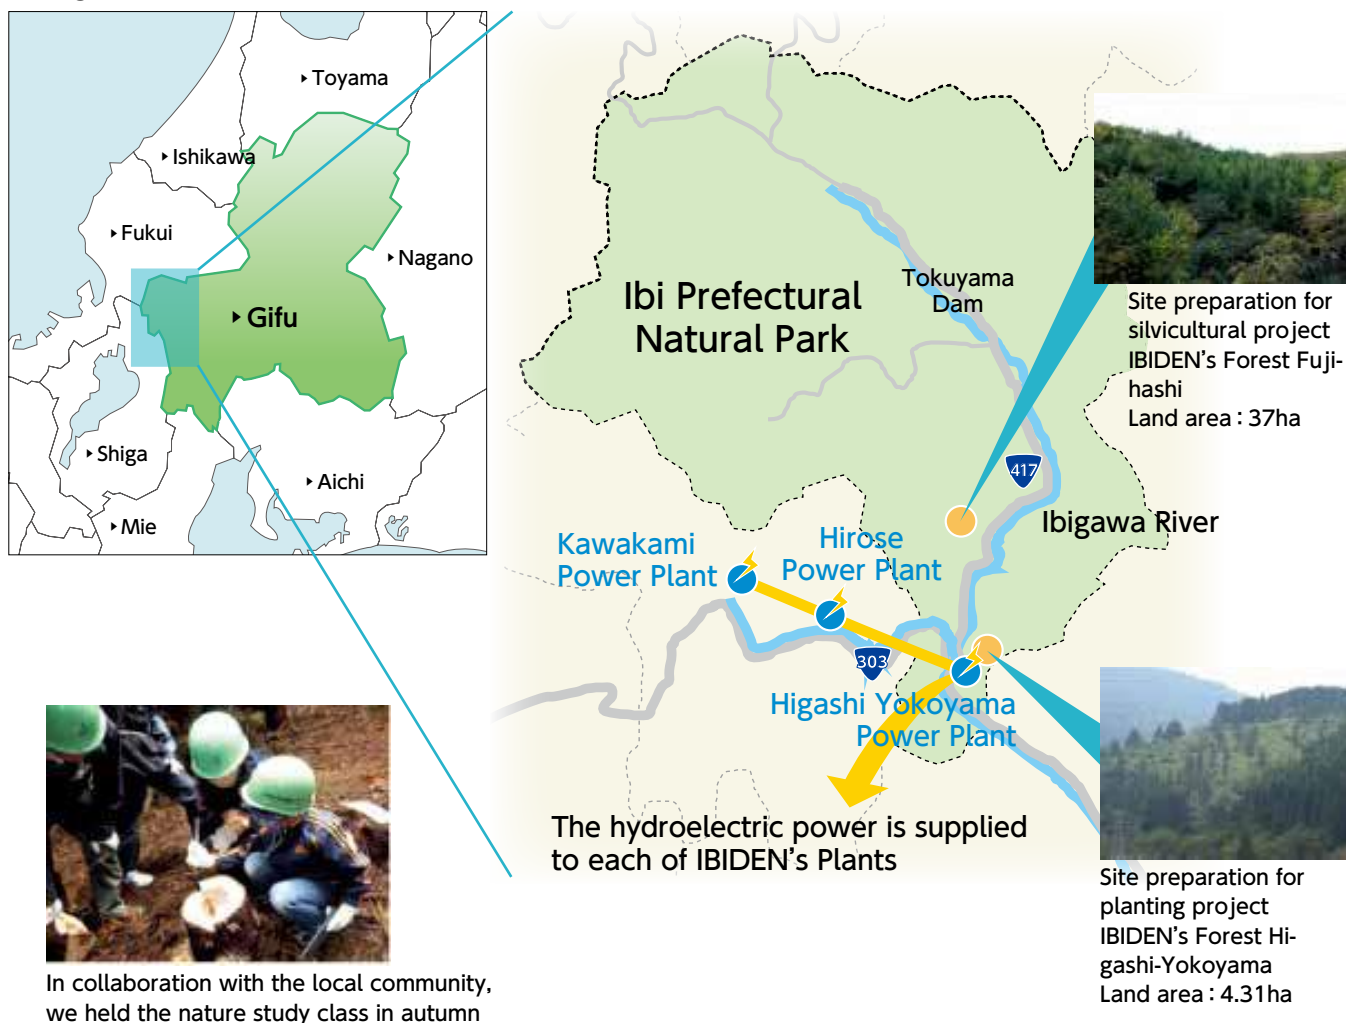 Toyama
Ishikawa
Fukui
Nagano
Gifu
Shiga
Aichi
Mie
Ibi Prefectural
Natural Park
Tokuyama
Dam
417
Ibigawa River
Kawakami
Power Plant
Hirose
Power Plant
303
Higashi Yokoyama
Power Plant
The hydroelectric power is supplied
to each of IBIDEN's Plants
Site preparation for
silvicultural project
IBIDEN's Forest Fuji-
hashi
Land area : 37ha
Site preparation for
planting project
IBIDEN's Forest Hi-
gashi-Yokoyama
Land area : 4.31ha
In collaboration with the local community,
we held the nature study class in autumn